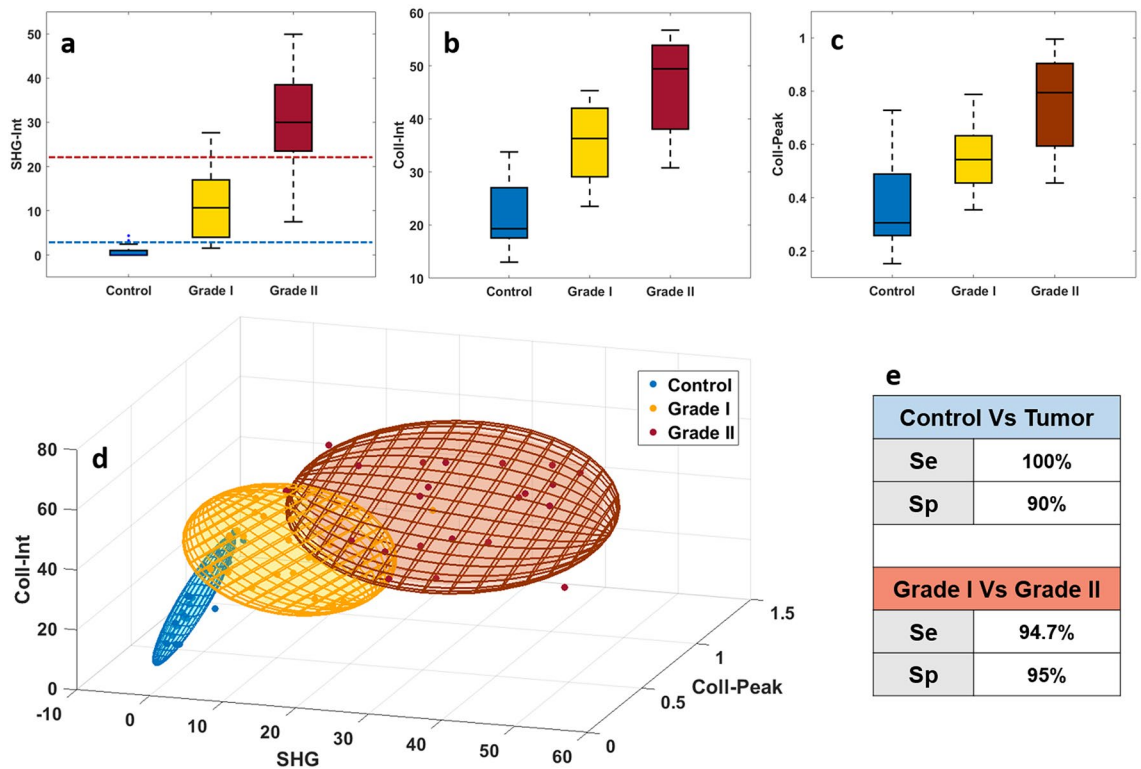 a
50
40
30
20
10
0
SHG-Int
Control Grade I Grade II
b
60
50
40
30
20
10
Coll-Int
Control Grade I Grade II
c
1
0.8
0.6
0.4
0.2
Coll-Peak
Control Grade I Grade II
d
Control
Grade I
Grade II
80
60
40
20
0
Coll-Int
-10 0 10 20 30 40 50 60
SHG
0 0.5 1 1.5
Coll-Peak
e
Control Vs Tumor
Se 100%
Sp 90%
Grade I Vs Grade II
Se 94.7%
Sp 95%